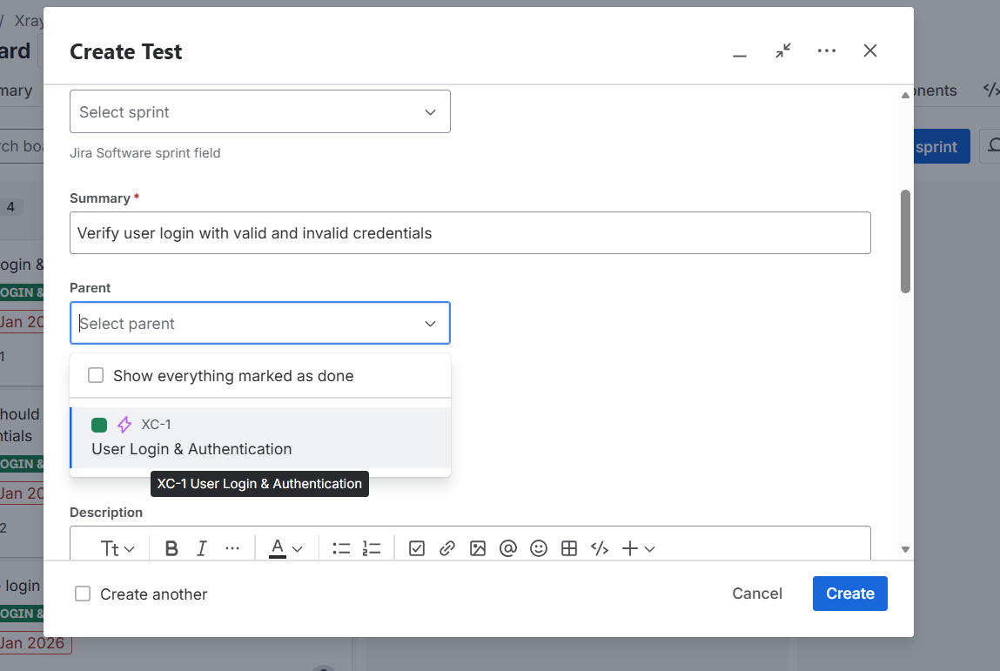 / Xray
ard
mary
rch boa
4
ogin &
OGIN &
Jan 20
1
hould
ntials
OGIN &
Jan 20
2
login
OGIN &
Jan 2026
onents
</>
sprint
Create Test
Select sprint
Jira Software sprint field
Summary *
Verify user login with valid and invalid credentials
Parent
Select parent
Show everything marked as done
XC-1
User Login & Authentication
XC-1 User Login & Authentication
Description
Tt B I ... A @ </> +
Create another
Cancel
Create